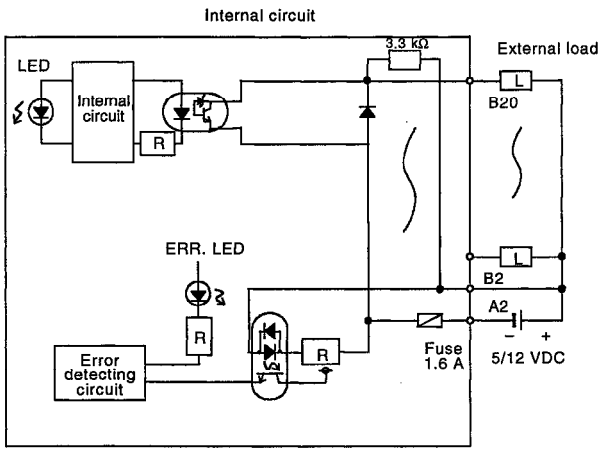 Internal circuit
3.3 kΩ
External load
LED
Internal
circuit
R
L
B20
ERR. LED
L
B2
R
A2
Error
detecting
circuit
R
Fuse
1.6 A
− +
5/12 VDC